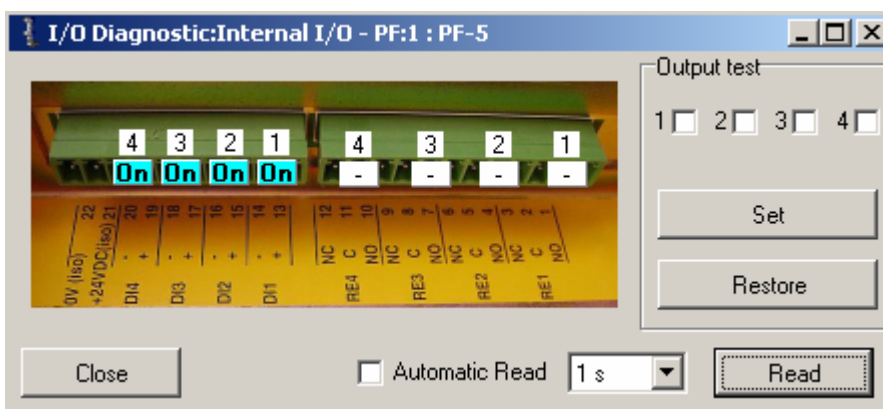 I/O Diagnostic:Internal I/O - PF:1 : PF-5
Output test
1 2 3 4
4 3 2 1 4 3 2 1
On On On On - - - -
22 21 20 19 18 17 16 15 14 13 12 11 10 9 8 7 6 5 4 3 2 1
0V (iso) +24VDC(iso) - + - + - + - + NC C NO NC C NO NC C NO NC C NO
DI4 DI3 DI2 DI1 RE4 RE3 RE2 RE1
Set
Restore
Close
Automatic Read
1 s
Read